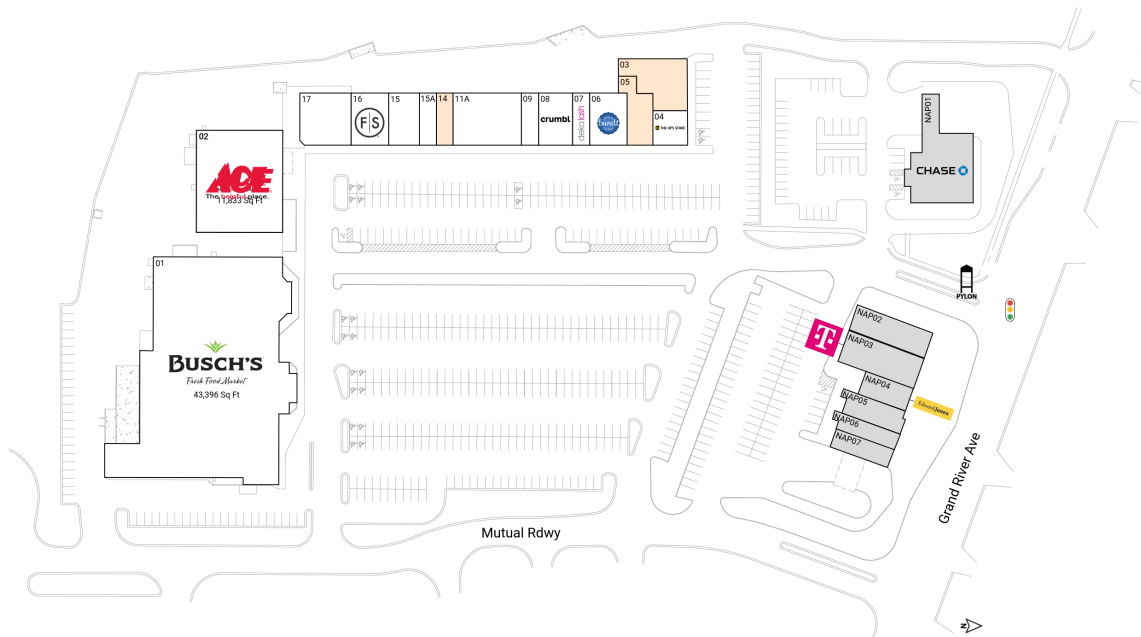 03
05
04
THE UPS STORE
17
16
F|S
15
15A
14
11A
09
08
crumbl
07
dekalash
06
bundt
NAP01
CHASE
02
ACE
The helpful place.
11,833 Sq Ft
01
BUSCH'S
Fresh Food Market
43,396 Sq Ft
PYLON
NAP02
T
NAP03
NAP04
NAP05
Edward Jones
NAP06
NAP07
Grand River Ave
Mutual Rdwy
N